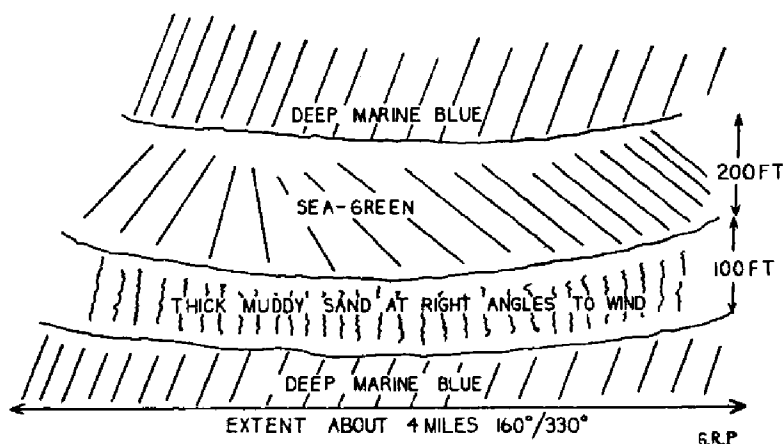 DEEP MARINE BLUE
200FT
SEA-GREEN
100FT
THICK MUDDY SAND AT RIGHT ANGLES TO WIND
DEEP MARINE BLUE
EXTENT ABOUT 4 MILES 160°/330°
G.R.P